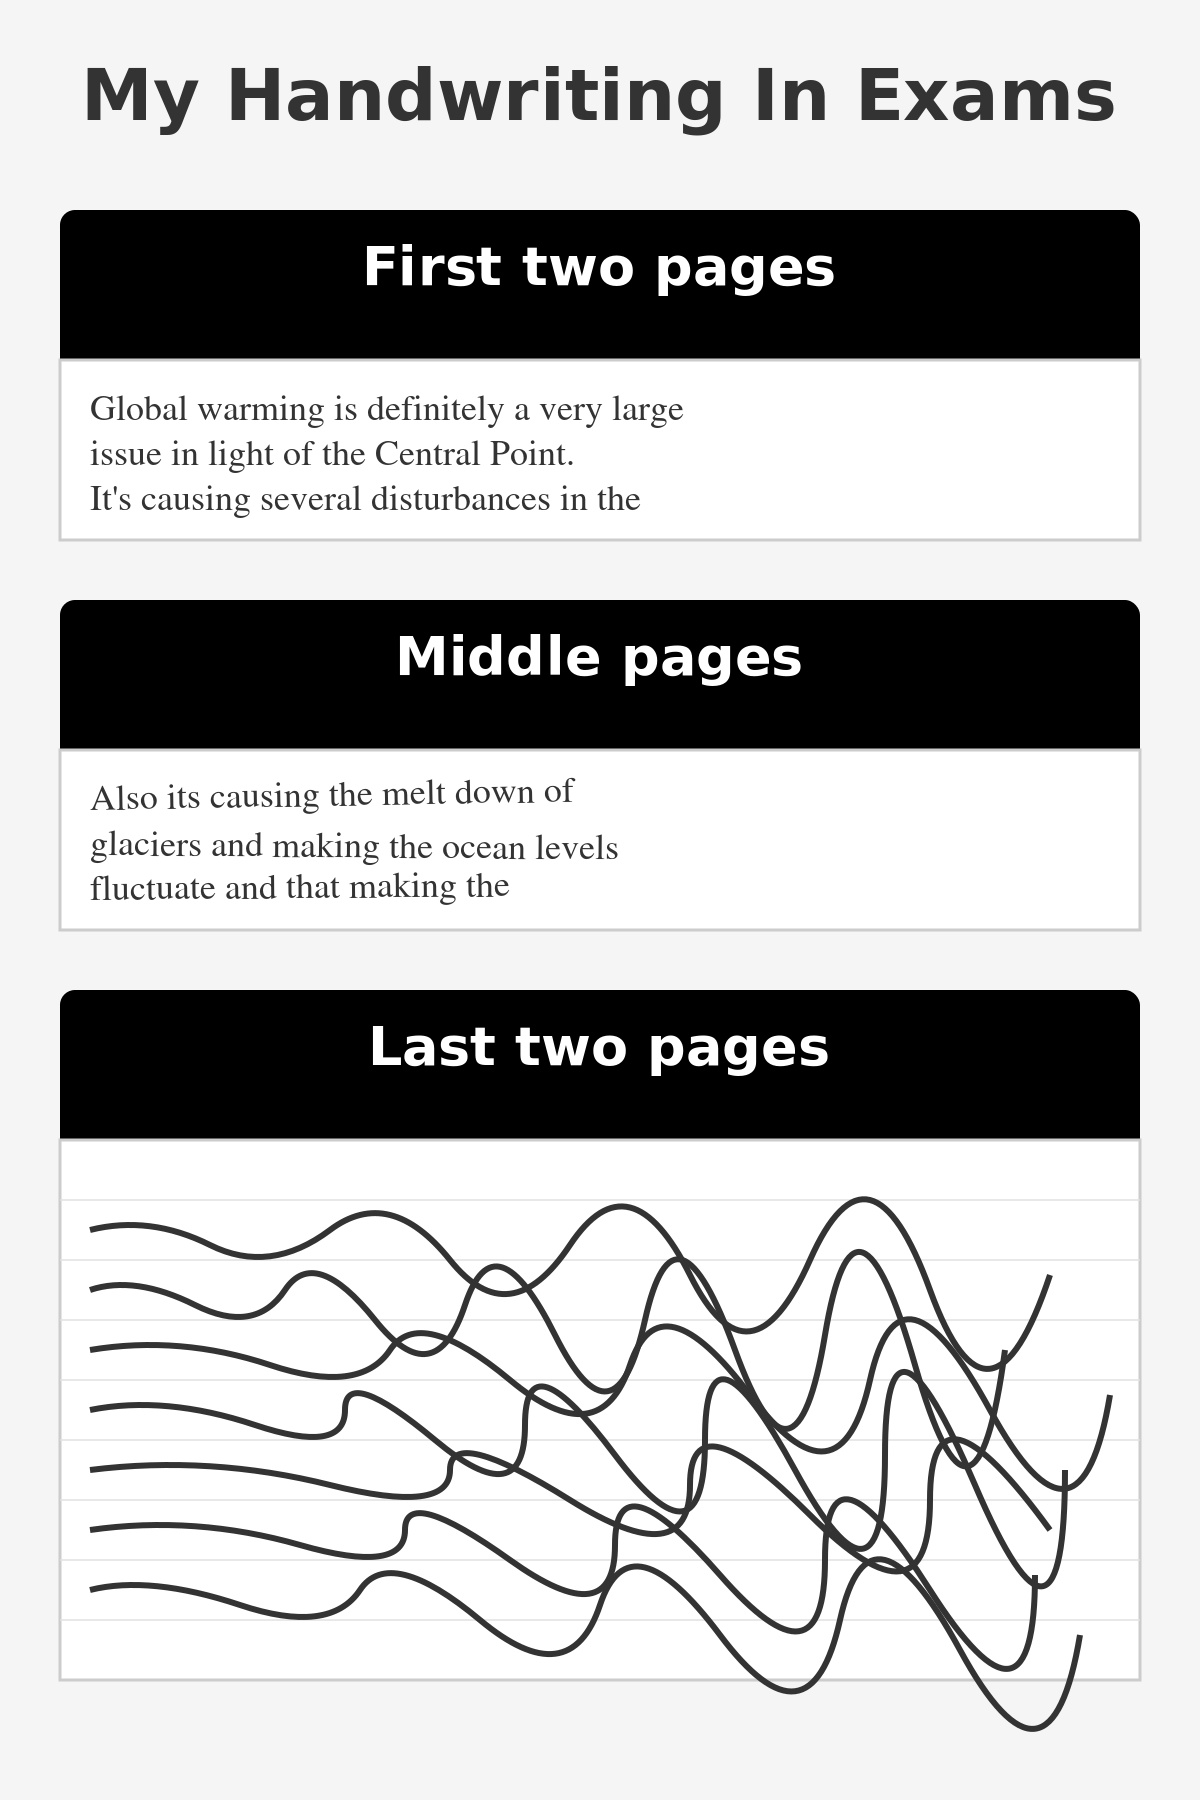 My Handwriting In Exams
First two pages
Global warming is definitely a very large
issue in light of the Central Point.
It's causing several disturbances in the
Middle pages
Also its causing the melt down of
glaciers and making the ocean levels
fluctuate and that making the
Last two pages